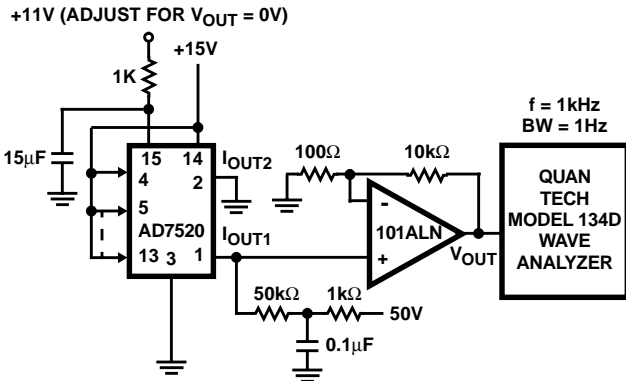 +11V (ADJUST FOR VOUT = 0V)
+15V
1K
15μF
15 14
4
2
5
AD7520
13 3 1
IOUT2
IOUT1
100Ω
10kΩ
-
101ALN
+
VOUT
50kΩ
1kΩ
50V
0.1μF
f = 1kHz
BW = 1Hz
QUAN
TECH
MODEL 134D
WAVE
ANALYZER